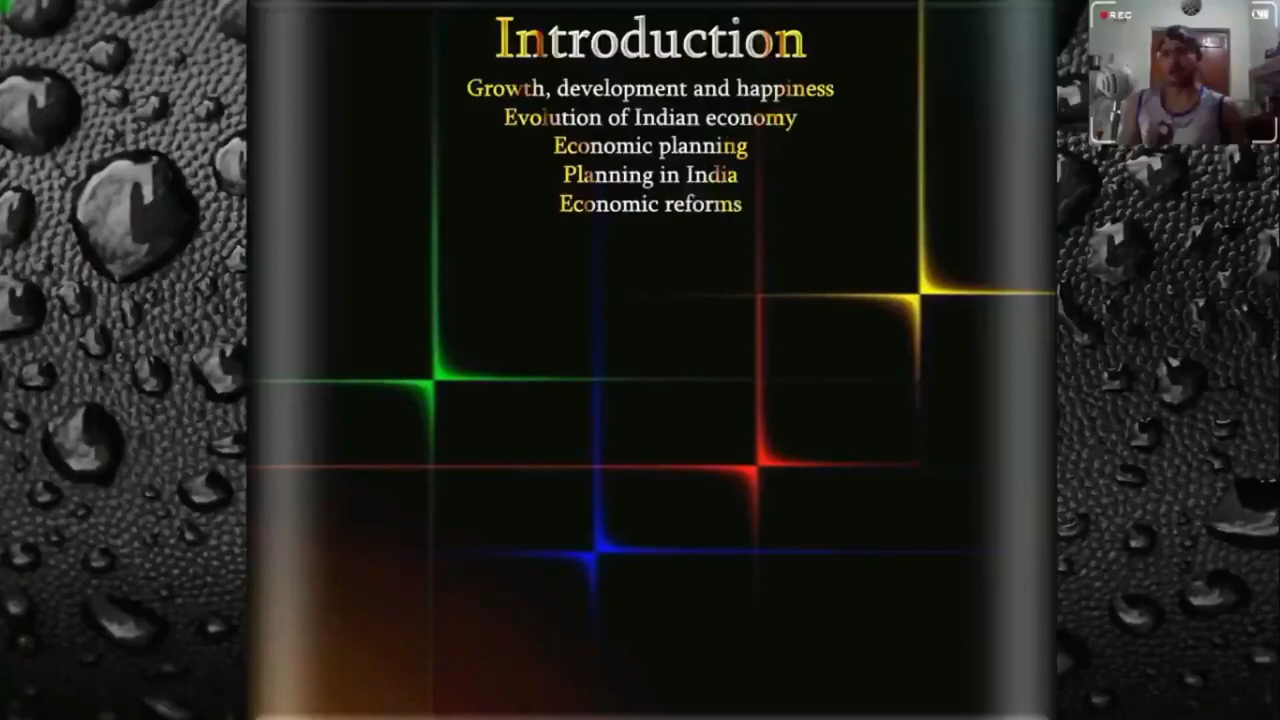 Introduction
Growth, development and happiness
Evolution of Indian economy
Economic planning
Planning in India
Economic reforms
REC